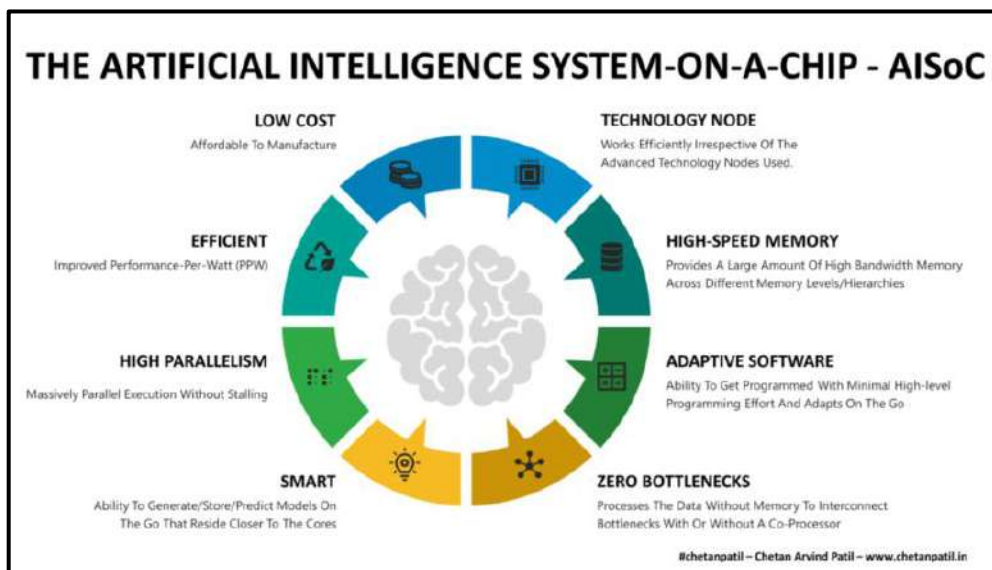 THE ARTIFICIAL INTELLIGENCE SYSTEM-ON-A-CHIP - AISoC
LOW COST
Affordable To Manufacture
TECHNOLOGY NODE
Works Efficiently Irrespective Of The
Advanced Technology Nodes Used.
EFFICIENT
Improved Performance-Per-Watt (PPW)
HIGH-SPEED MEMORY
Provides A Large Amount Of High Bandwidth Memory
Across Different Memory Levels/Hierarchies
HIGH PARALLELISM
Massively Parallel Execution Without Stalling
ADAPTIVE SOFTWARE
Ability To Get Programmed With Minimal High-level
Programming Effort And Adapts On The Go
SMART
Ability To Generate/Store/Predict Models On
The Go That Reside Closer To The Cores
ZERO BOTTLENECKS
Processes The Data Without Memory To Interconnect
Bottlenecks With Or Without A Co-Processor
#chetanpatil – Chetan Arvind Patil – www.chetanpatil.in